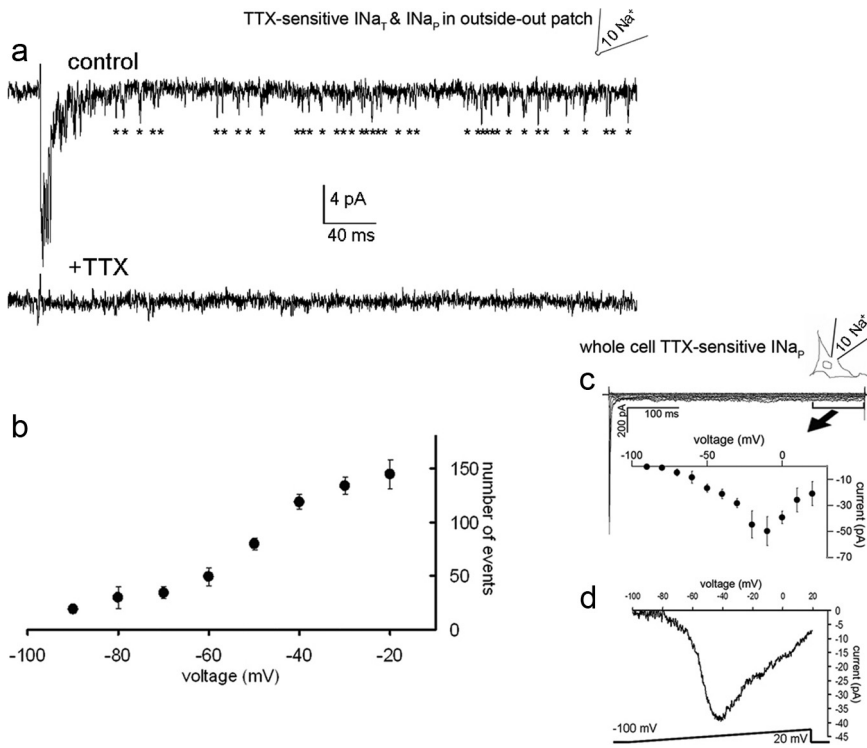 TTX-sensitive INaT & INaP in outside-out patch
10 Na+
a
control
* * * * * * * * * * * * * * * * * * * * * * * * * * * * * * * * * * * * * * * *
4 pA
40 ms
+TTX
whole cell TTX-sensitive INaP
10 Na+
c
200 pA
100 ms
voltage (mV)
-100 -50 0
-10
-30
-50
-70
current (pA)
b
150
100
50
0
number of events
-100 -80 -60 -40 -20
voltage (mV)
d
voltage (mV)
-100 -80 -60 -40 -20 0 20
0
-5
-10
-15
-20
-25
-30
-35
-40
-45
current (pA)
-100 mV
20 mV